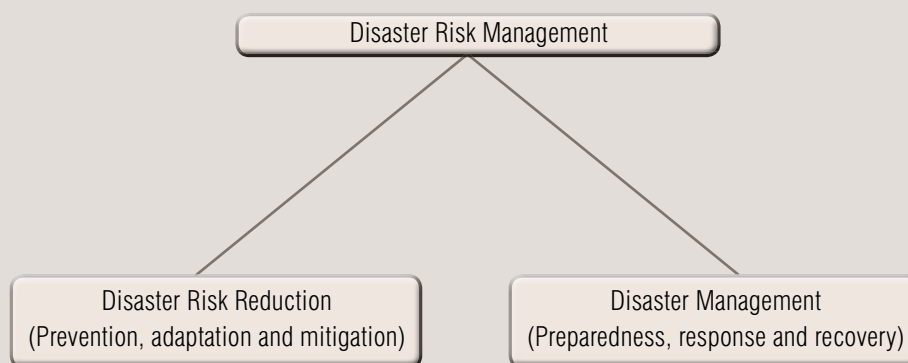 Disaster Risk Management
Disaster Risk Reduction
(Prevention, adaptation and mitigation)
Disaster Management
(Preparedness, response and recovery)